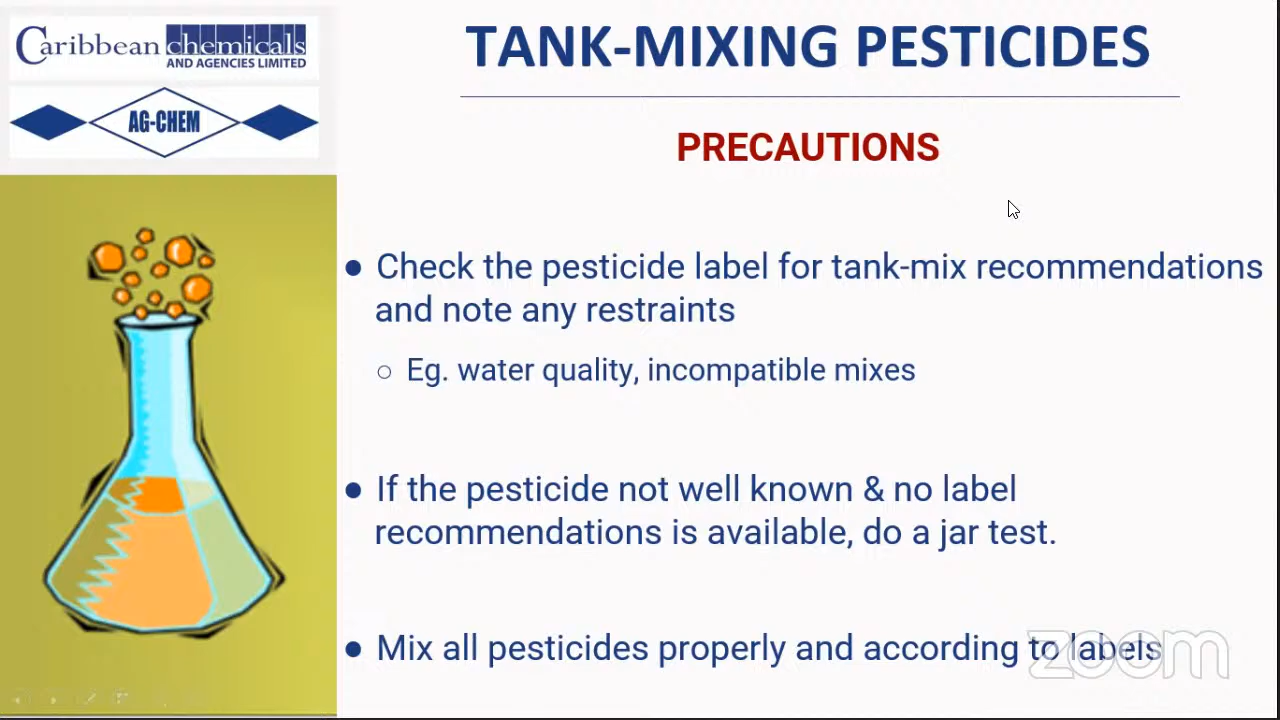 Caribbean chemicals
AND AGENCIES LIMITED
AG-CHEM
TANK-MIXING PESTICIDES
PRECAUTIONS
● Check the pesticide label for tank-mix recommendations
and note any restraints
○ Eg. water quality, incompatible mixes
● If the pesticide not well known & no label
recommendations is available, do a jar test.
● Mix all pesticides properly and according to labels
zoom